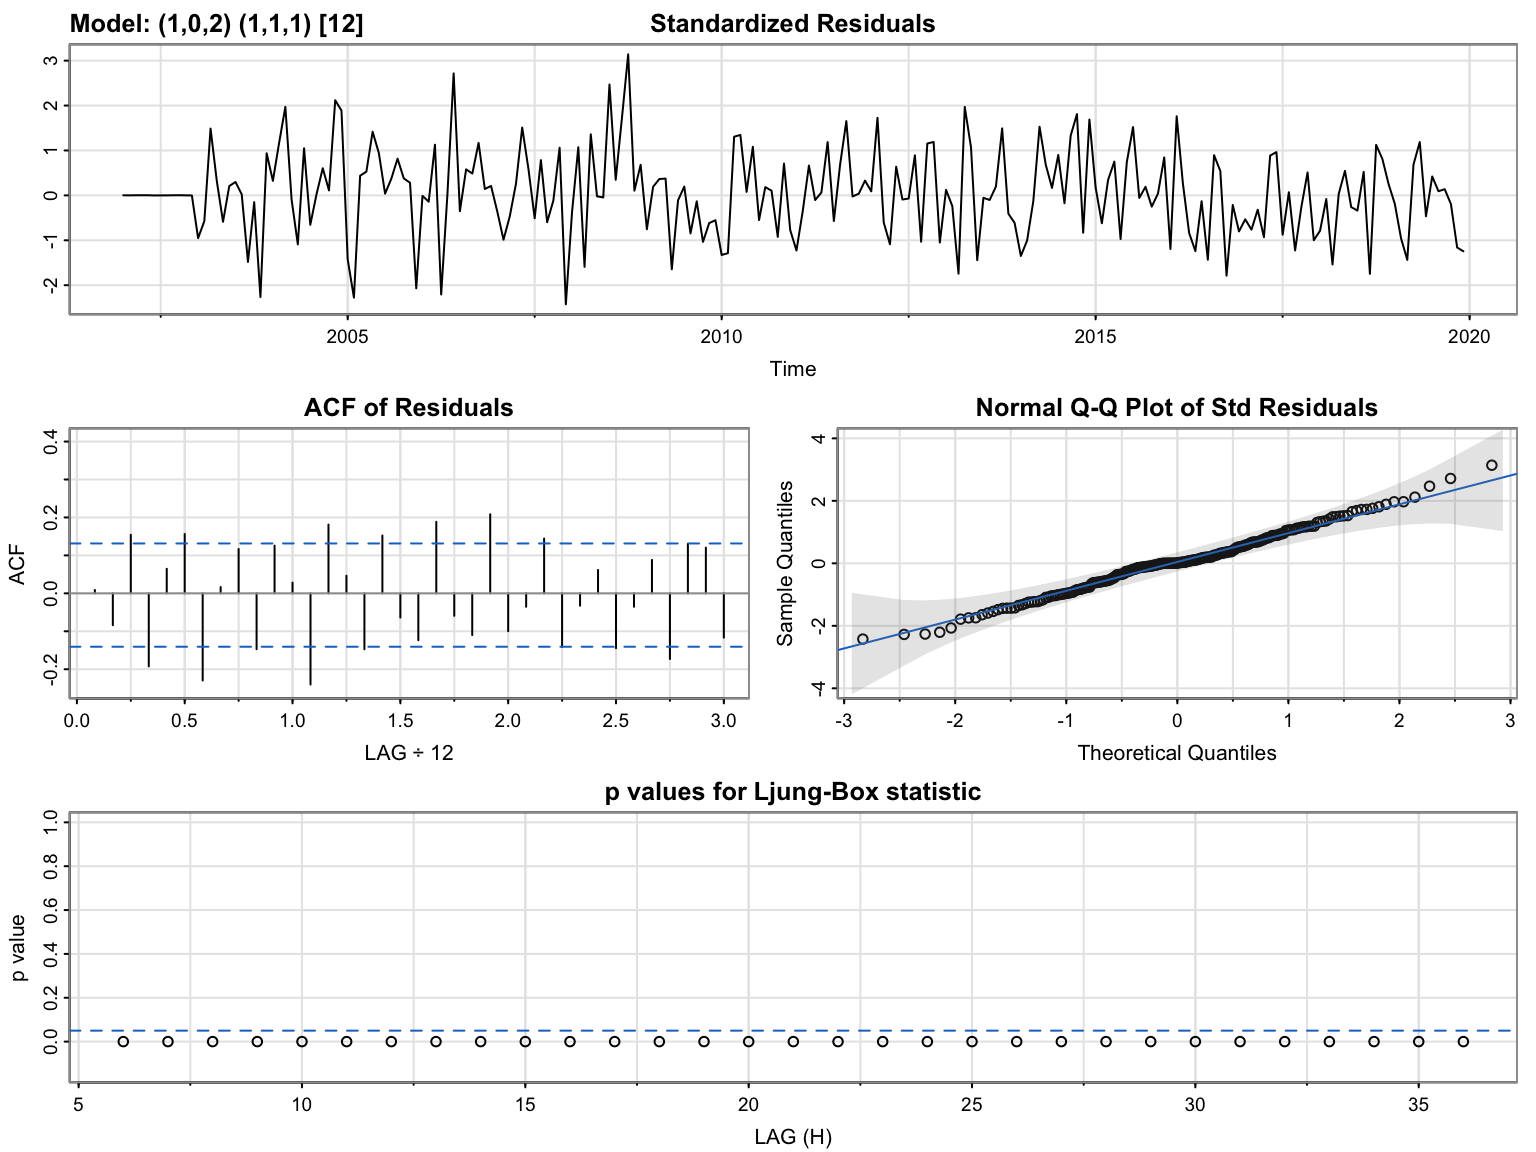 Model: (1,0,2) (1,1,1) [12]
Standardized Residuals
3
2
1
0
-1
-2
2005 2010 2015 2020
Time
ACF of Residuals
ACF
0.4
0.2
0.0
-0.2
0.0 0.5 1.0 1.5 2.0 2.5 3.0
LAG ÷ 12
Normal Q-Q Plot of Std Residuals
Sample Quantiles
4
2
0
-2
-4
-3 -2 -1 0 1 2 3
Theoretical Quantiles
p values for Ljung-Box statistic
p value
1.0
0.8
0.6
0.4
0.2
0.0
5 10 15 20 25 30 35
LAG (H)